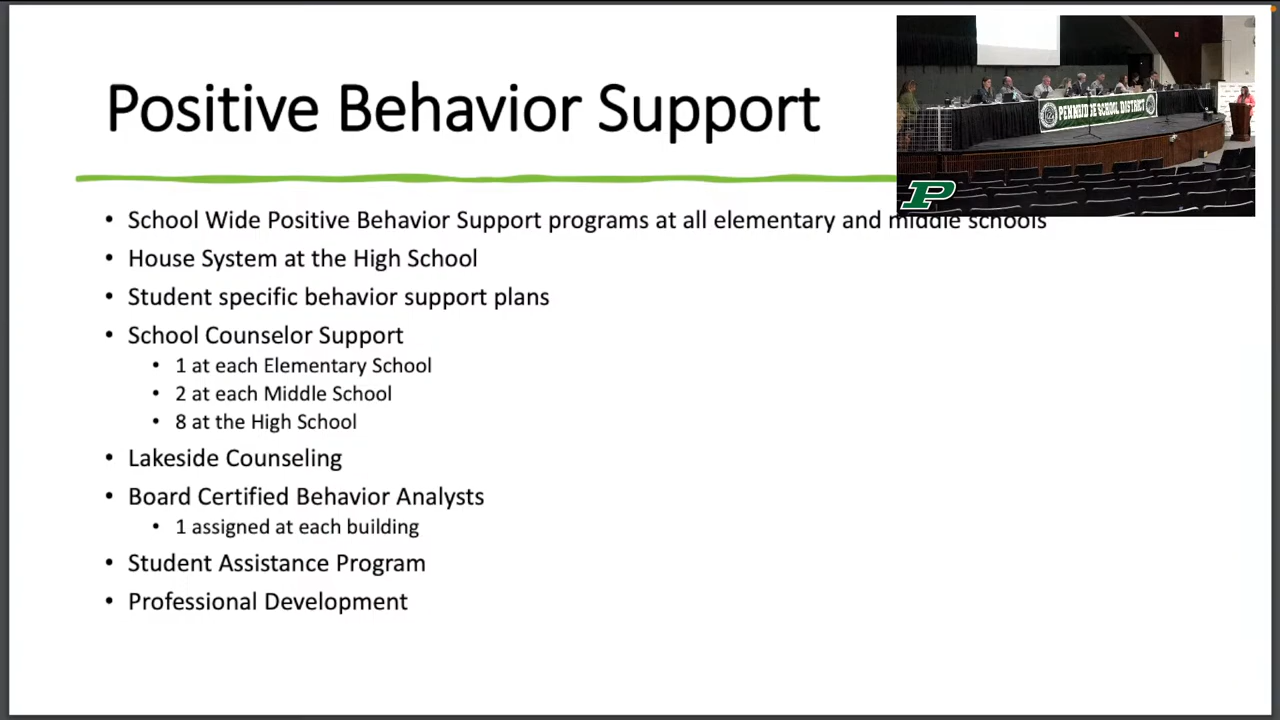 Positive Behavior Support
• School Wide Positive Behavior Support programs at all elementary and middle schools
• House System at the High School
• Student specific behavior support plans
• School Counselor Support
• 1 at each Elementary School
• 2 at each Middle School
• 8 at the High School
• Lakeside Counseling
• Board Certified Behavior Analysts
• 1 assigned at each building
• Student Assistance Program
• Professional Development
PENNRIDGE SCHOOL DISTRICT
P